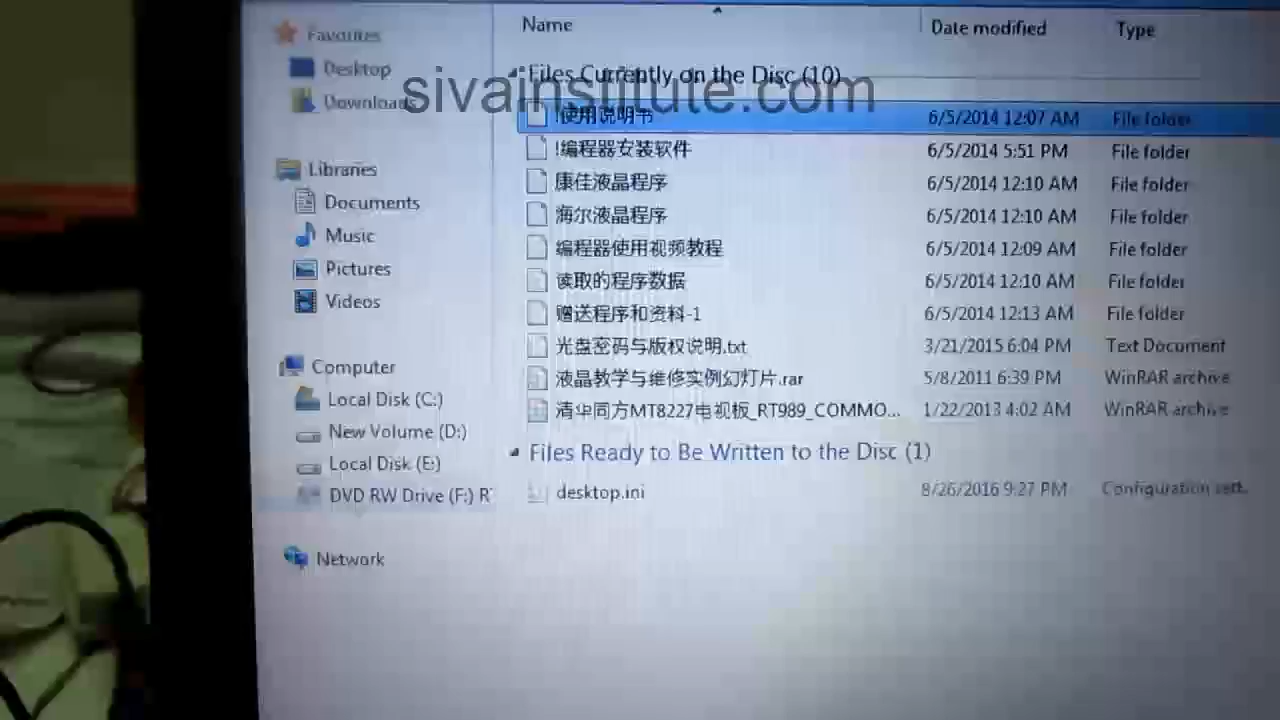 Favorites
Desktop
Downloads
Libraries
Documents
Music
Pictures
Videos
Computer
Local Disk (C:)
New Volume (D:)
Local Disk (E:)
DVD RW Drive (F:) R
Network
Name Date modified Type
Files Currently on the Disc (10)
sivainstitute.com
!使用说明书 6/5/2014 12:07 AM File folder
!编程器安装软件 6/5/2014 5:51 PM File folder
康佳液晶程序 6/5/2014 12:10 AM File folder
海尔液晶程序 6/5/2014 12:10 AM File folder
编程器使用视频教程 6/5/2014 12:09 AM File folder
读取的程序数据 6/5/2014 12:10 AM File folder
赠送程序和资料-1 6/5/2014 12:13 AM File folder
光盘密码与版权说明.txt 3/21/2015 6:04 PM Text Document
液晶教学与维修实例幻灯片.rar 5/8/2011 6:39 PM WinRAR archive
清华同方MT8227电视板_RT989_COMMO... 1/22/2013 4:02 AM WinRAR archive
Files Ready to Be Written to the Disc (1)
desktop.ini 8/26/2016 9:27 PM Configuration sett...